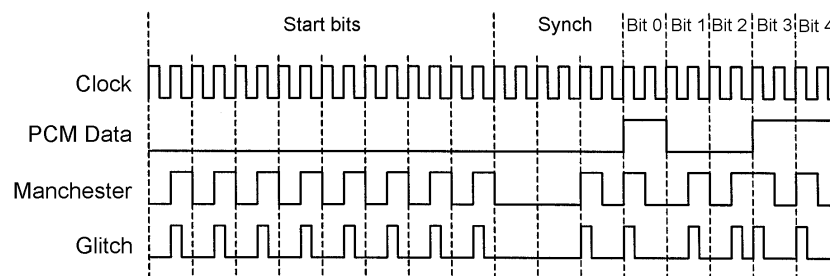 Start bits Synch Bit 0 Bit 1 Bit 2 Bit 3 Bit 4
Clock
PCM Data
Manchester
Glitch